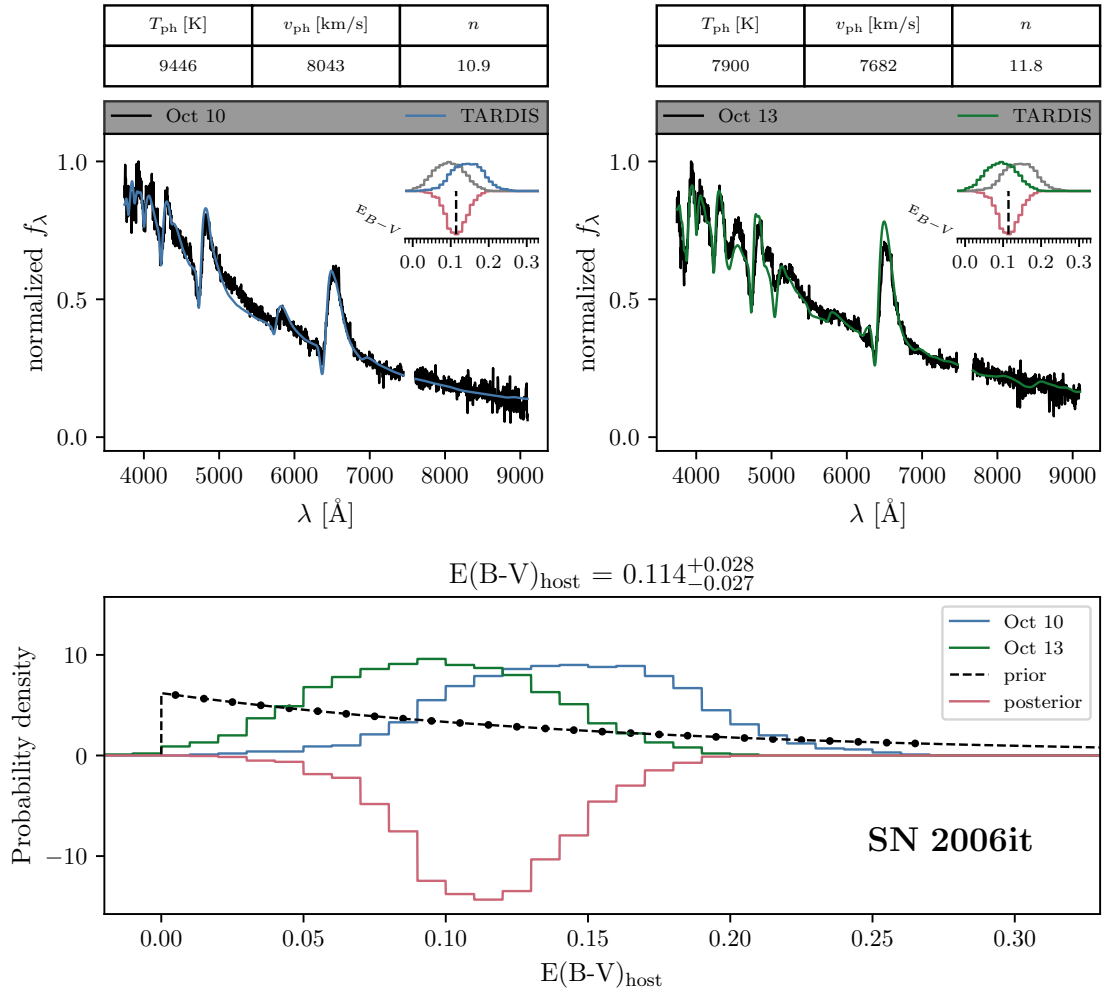 T_ph [K] v_ph [km/s] n
9446 8043 10.9
Oct 10 TARDIS
1.0
0.5
0.0
normalized f_λ
E_B−V
0.0 0.1 0.2 0.3
4000 5000 6000 7000 8000 9000
λ [Å]
T_ph [K] v_ph [km/s] n
7900 7682 11.8
Oct 13 TARDIS
1.0
0.5
0.0
normalized f_λ
E_B−V
0.0 0.1 0.2 0.3
4000 5000 6000 7000 8000 9000
λ [Å]
E(B-V)_host = 0.114^{+0.028}_{−0.027}
Probability density
10
0
−10
Oct 10
Oct 13
prior
posterior
SN 2006it
0.00 0.05 0.10 0.15 0.20 0.25 0.30
E(B-V)_host